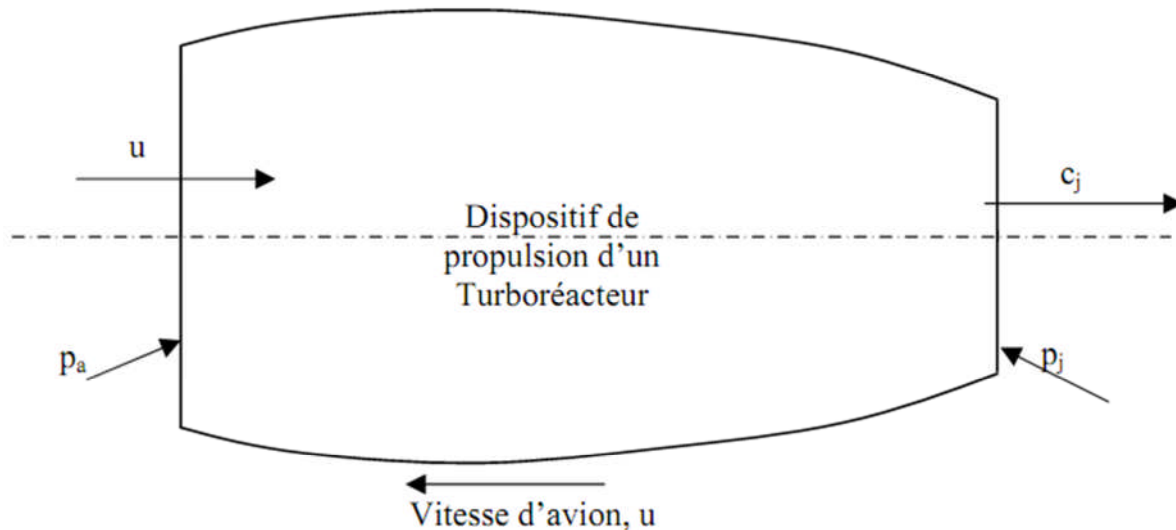 u
c_j
Dispositif de
propulsion d'un
Turboréacteur
p_a
p_j
Vitesse d'avion, u